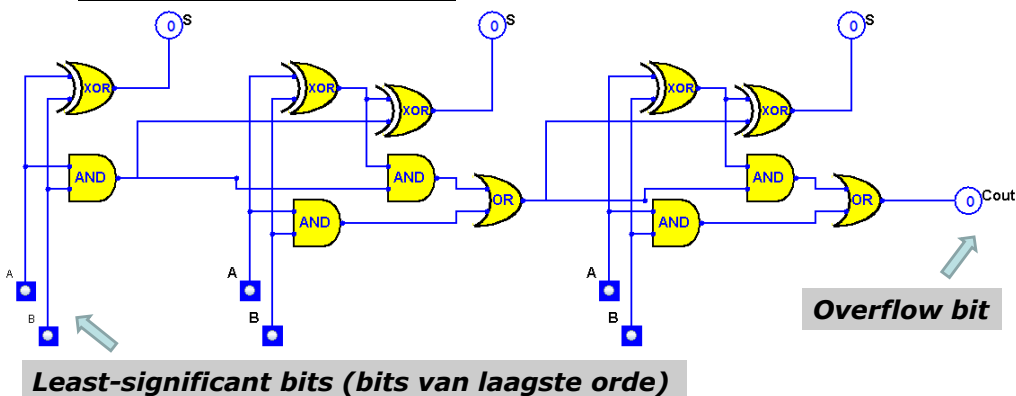 0 S
0 S
0 S
XOR
XOR
XOR
XOR
XOR
AND
AND
AND
OR
OR
0 Cout
AND
AND
A
A
A
B
B
B
Overflow bit
Least-significant bits (bits van laagste orde)